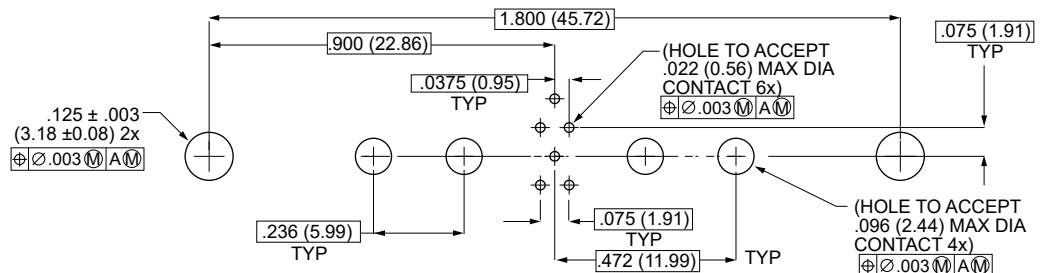 1.800 (45.72)
.900 (22.86)
.075 (1.91)
TYP
(HOLE TO ACCEPT
.022 (0.56) MAX DIA
CONTACT 6x)
⌖ ∅ .003 Ⓜ A Ⓜ
.0375 (0.95)
TYP
.125 ± .003
(3.18 ±0.08) 2x
⌖ ∅ .003 Ⓜ A Ⓜ
.236 (5.99)
TYP
.075 (1.91)
TYP
.472 (11.99) TYP
(HOLE TO ACCEPT
.096 (2.44) MAX DIA
CONTACT 4x)
⌖ ∅ .003 Ⓜ A Ⓜ